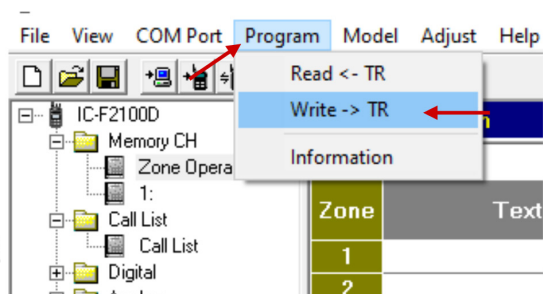 File View COM Port Program Model Adjust Help
Read <- TR
Write -> TR
Information
IC-F2100D
Memory CH
Zone Opera
1:
Call List
Call List
Digital
Zone Text
1
2